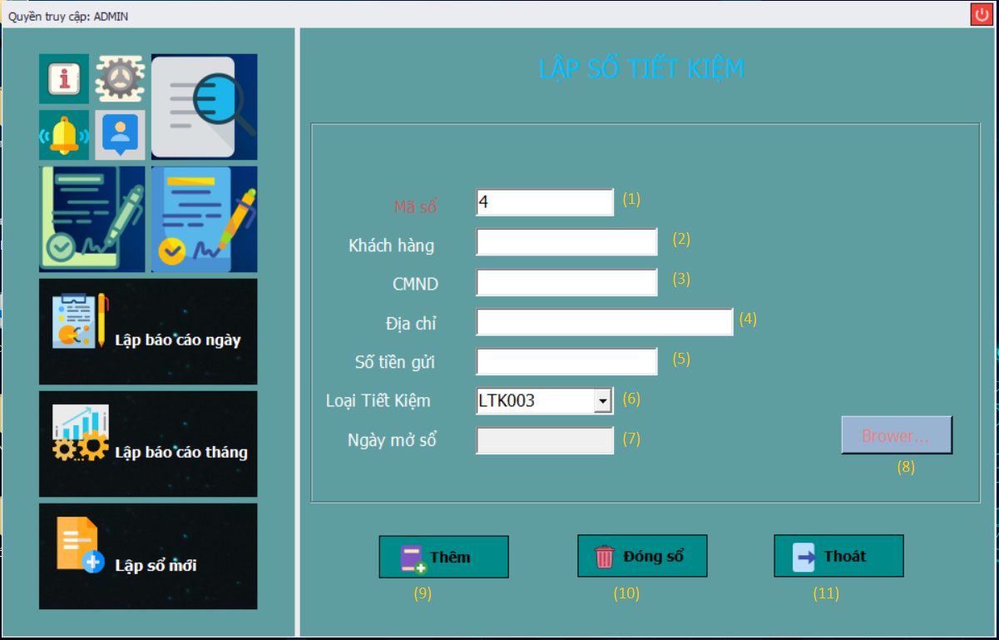 Quyền truy cập: ADMIN
LẬP SỔ TIẾT KIỆM
Mã số
4
(1)
Khách hàng
(2)
CMND
(3)
Địa chỉ
(4)
Số tiền gửi
(5)
Loại Tiết Kiệm
LTK003
(6)
Ngày mở sổ
(7)
Brower...
(8)
Lập báo cáo ngày
Lập báo cáo tháng
Lập sổ mới
Thêm
(9)
Đóng sổ
(10)
Thoát
(11)